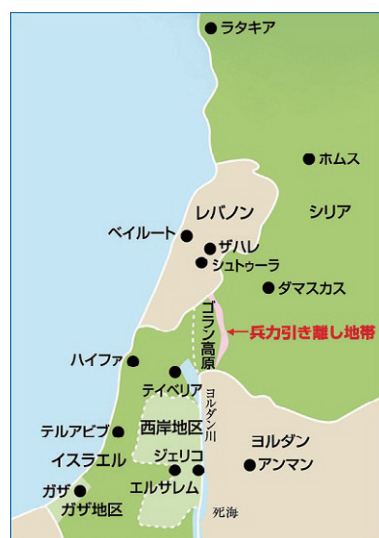 ラタキア
ホムス
レバノン
シリア
ベイルート
ザハレ
シュトゥーラ
ダマスカス
ゴラン高原
兵力引き離し地帯
ハイファ
テイベリア
ヨルダン川
西岸地区
テルアビブ
ヨルダン
イスラエル
ジェリコ
アンマン
エルサレム
ガザ
ガザ地区
死海